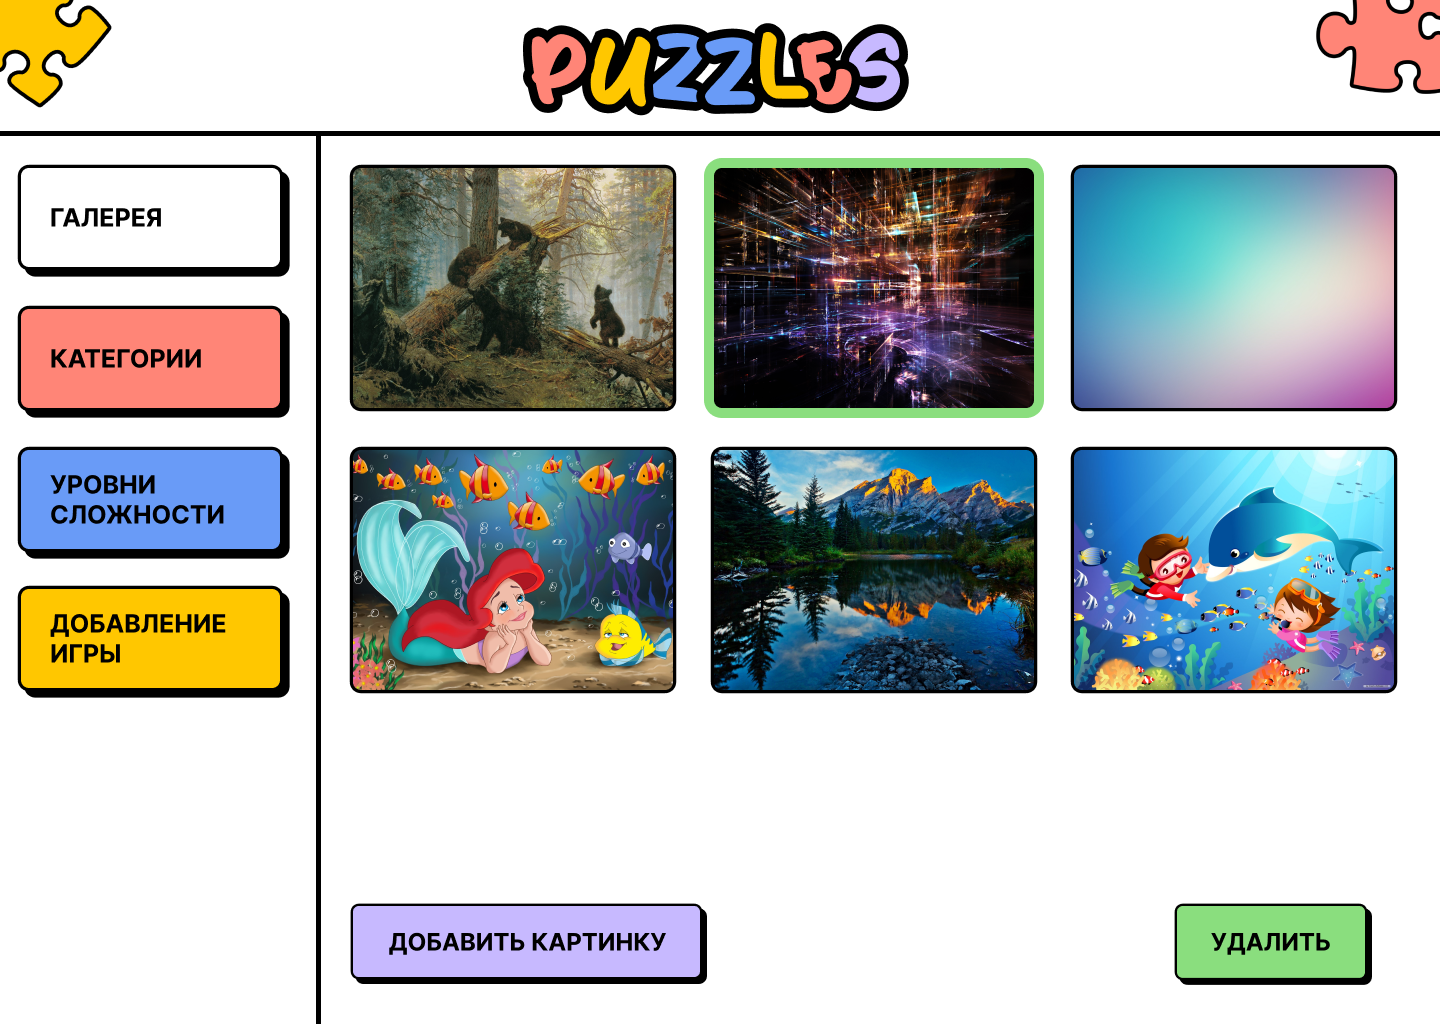 PUZZLES
ГАЛЕРЕЯ
КАТЕГОРИИ
УРОВНИ
СЛОЖНОСТИ
ДОБАВЛЕНИЕ
ИГРЫ
ДОБАВИТЬ КАРТИНКУ
УДАЛИТЬ